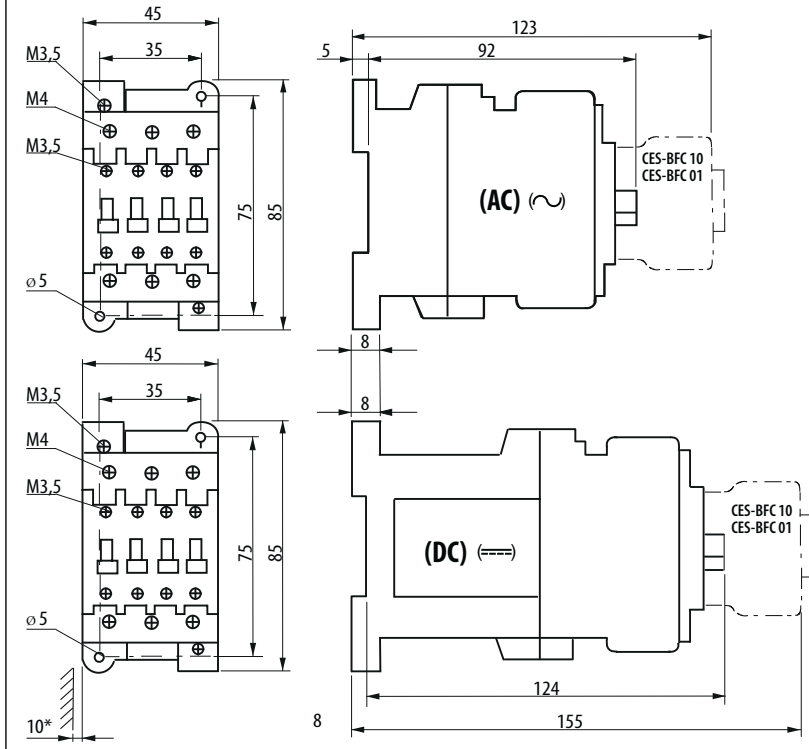 45
35
M3,5
M4
M3,5
75
85
ø5
123
5
92
CES-BFC 10
CES-BFC 01
(AC)
8
45
35
M3,5
M4
M3,5
75
85
ø5
10*
8
CES-BFC 10
CES-BFC 01
(DC)
124
8
155